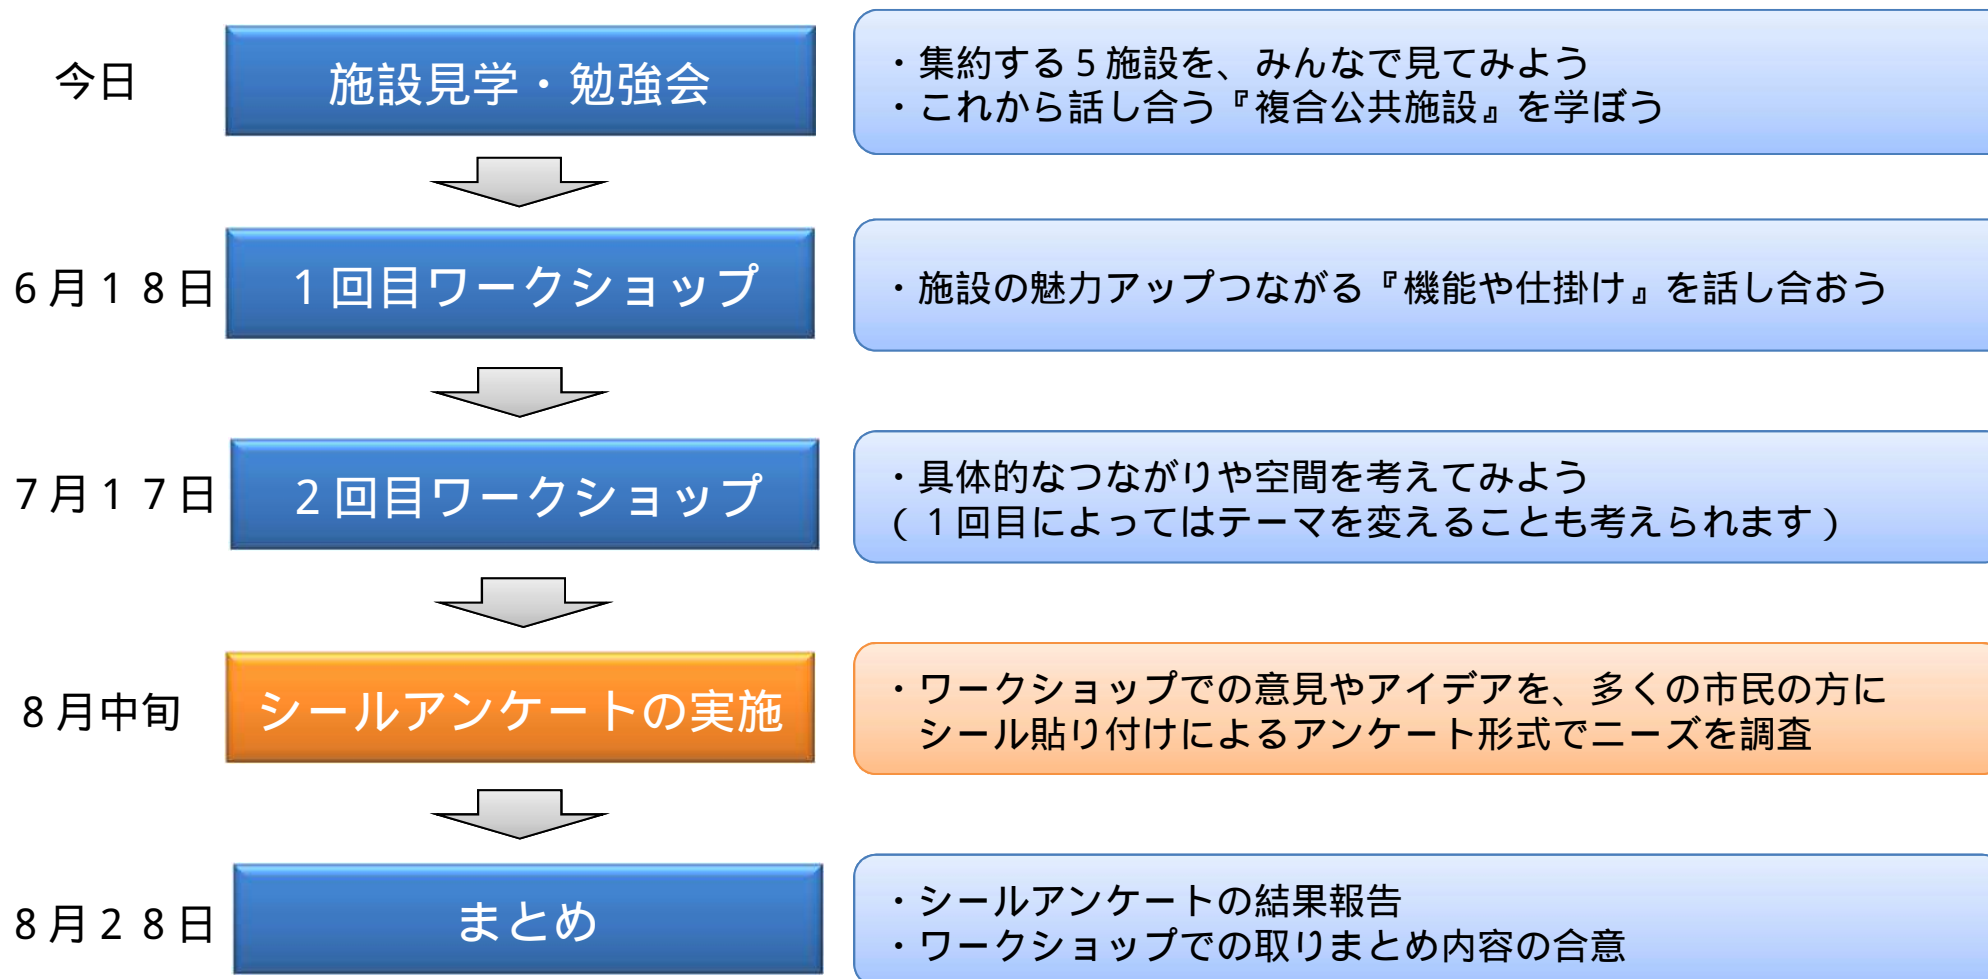 今日
施設見学・勉強会
・集約する５施設を、みんなで見てみよう
・これから話し合う『複合公共施設』を学ぼう
６月１８日
１回目ワークショップ
・施設の魅力アップつながる『機能や仕掛け』を話し合おう
７月１７日
２回目ワークショップ
・具体的なつながりや空間を考えてみよう
（１回目によってはテーマを変えることも考えられます）
８月中旬
シールアンケートの実施
・ワークショップでの意見やアイデアを、多くの市民の方に
シール貼り付けによるアンケート形式でニーズを調査
８月２８日
まとめ
・シールアンケートの結果報告
・ワークショップでの取りまとめ内容の合意